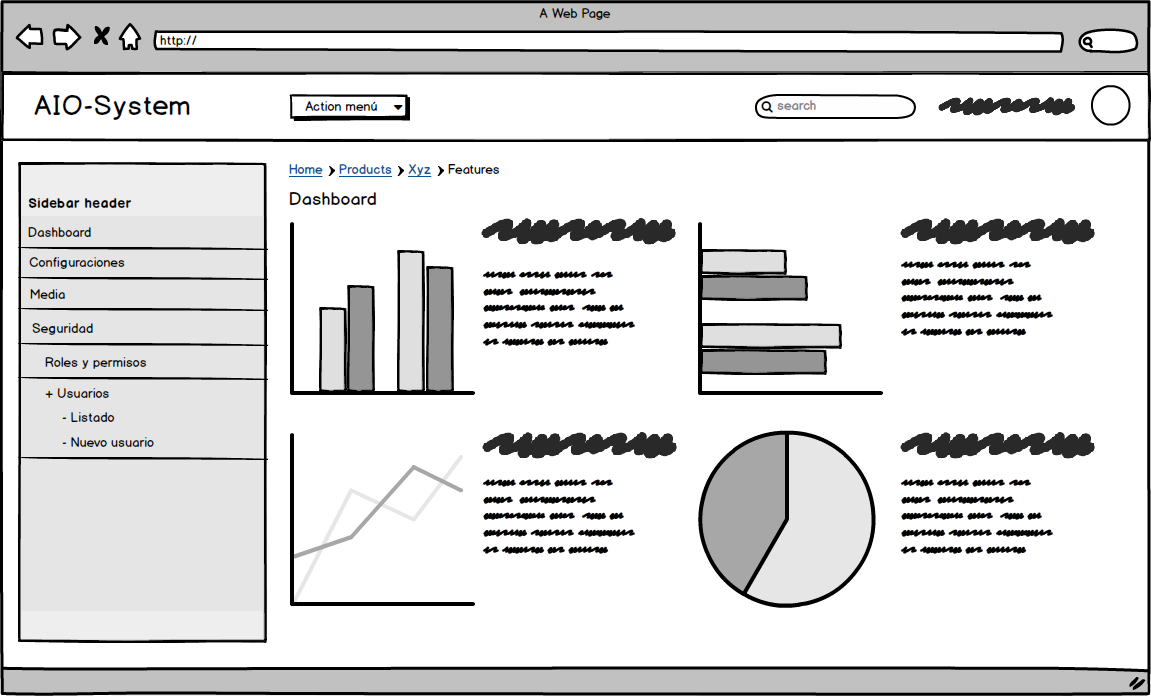 A Web Page
http://
AIO-System
Action menú
search
Home Products Xyz Features
Dashboard
Sidebar header
Dashboard
Configuraciones
Media
Seguridad
Roles y permisos
+ Usuarios
- Listado
- Nuevo usuario